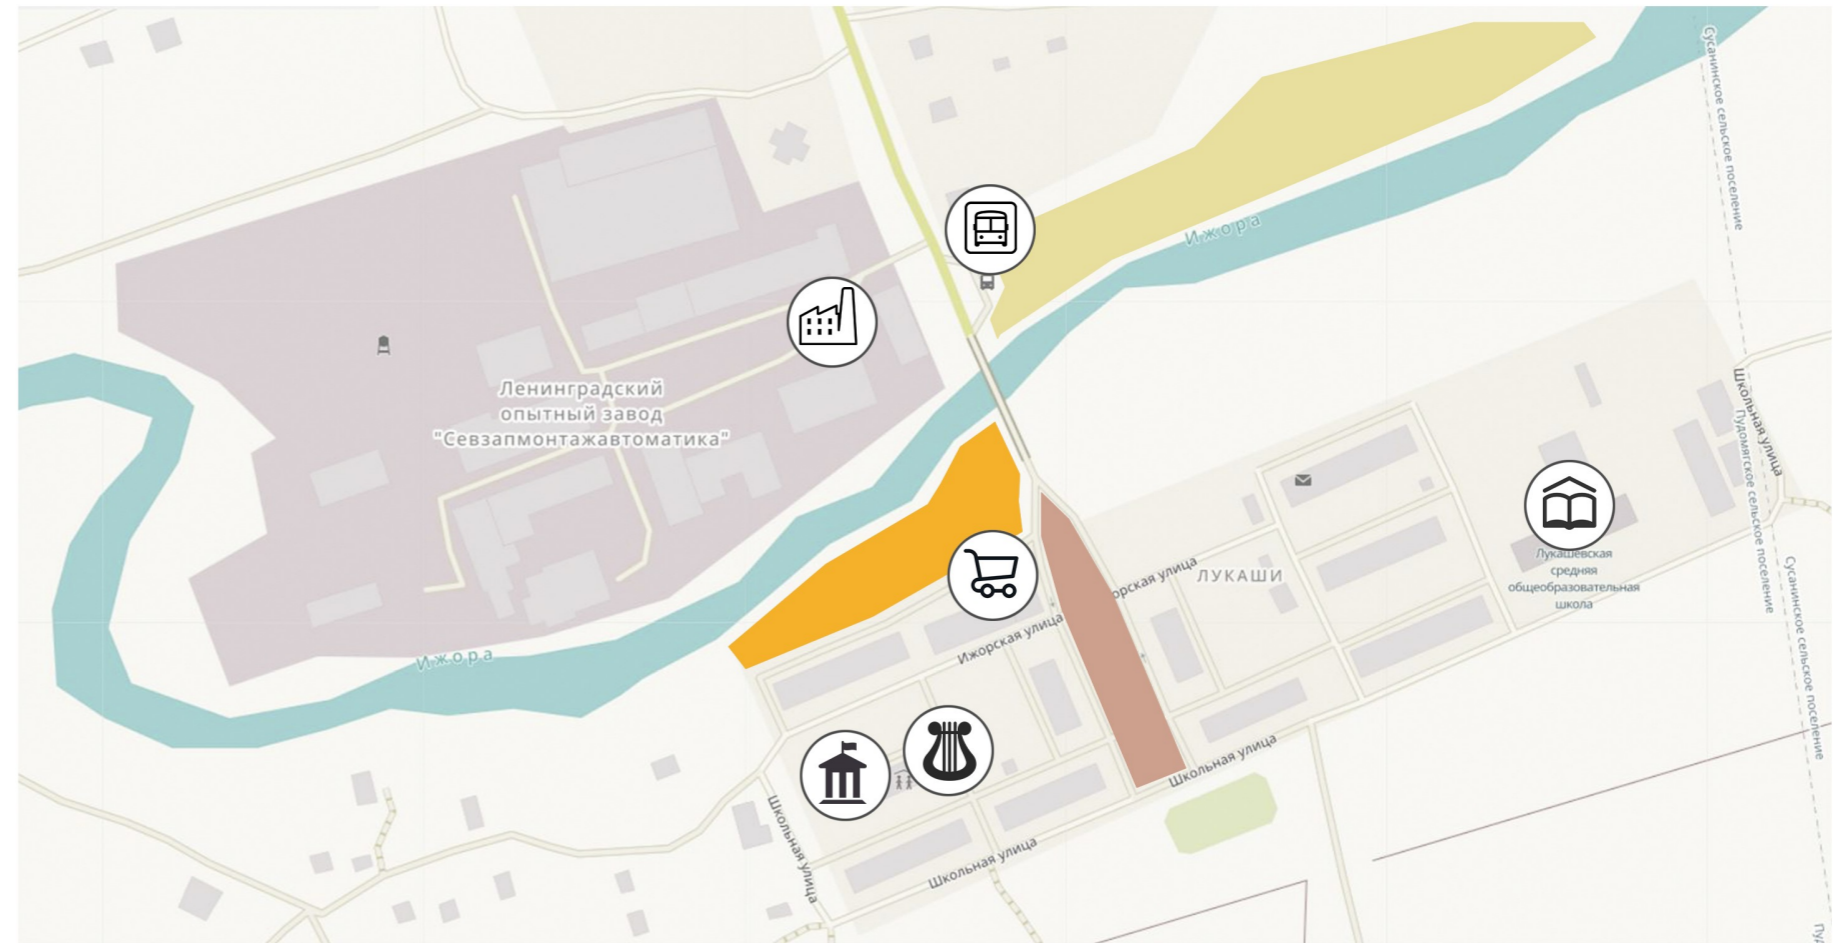 Сусанинское сельское поселение
Ижора
Ленинградский
опытный завод
"Севзапмонтажавтоматика"
Школьная улица
Пудомягское сельское поселение
Лукашёвская
средняя
общеобразовательная
школа
ЛУКАШИ
орская улица
Ижорская улица
Сусанинское сельское поселение
Ижора
Школьная улица
Школьная улица
Школьная улица